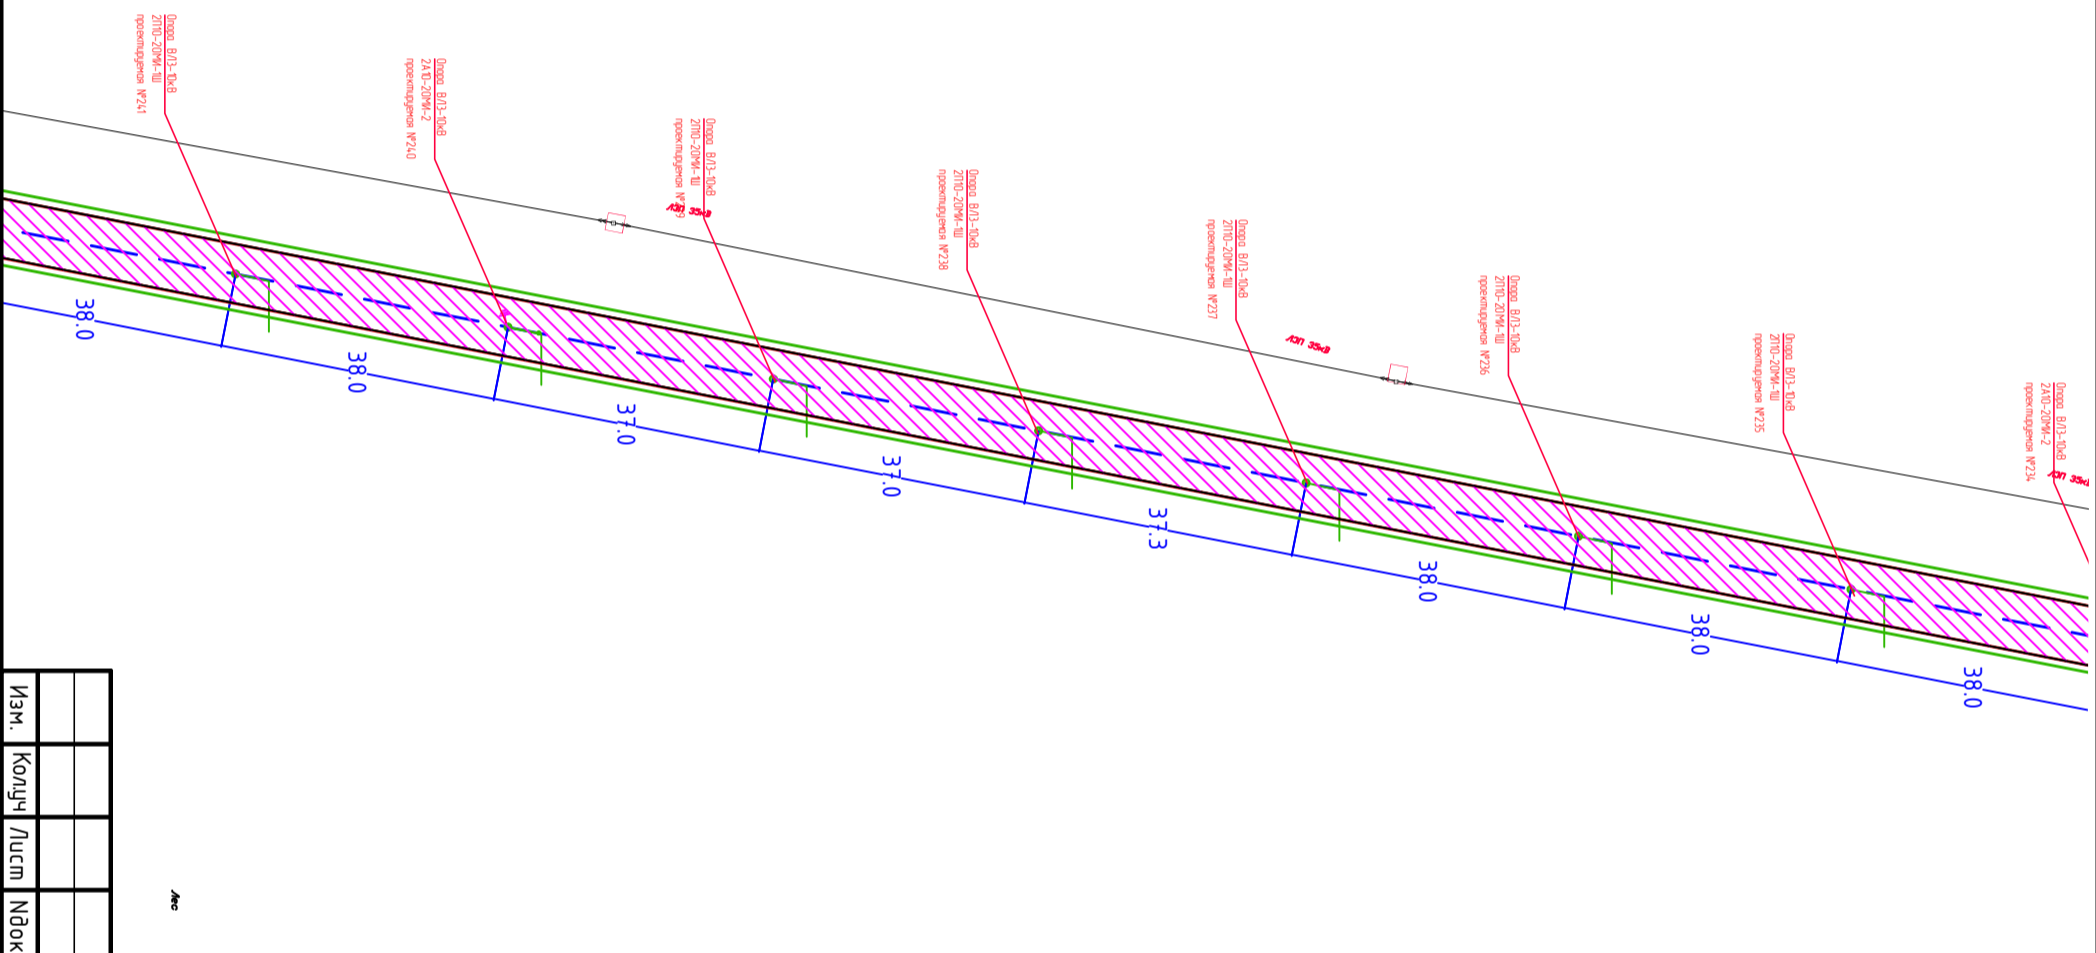 Опора ВЛЗ-10кВ
2П10-20МИ-1Ш
проектируемая №241
Опора ВЛЗ-10кВ
2А10-20МИ-2
проектируемая №240
Опора ВЛЗ-10кВ
2П10-20МИ-1Ш
проектируемая №239
ЛЭП 35кВ
Опора ВЛЗ-10кВ
2П10-20МИ-1Ш
проектируемая №238
Опора ВЛЗ-10кВ
2П10-20МИ-1Ш
проектируемая №237
ЛЭП 35кВ
Опора ВЛЗ-10кВ
2П10-20МИ-1Ш
проектируемая №236
Опора ВЛЗ-10кВ
2П10-20МИ-1Ш
проектируемая №235
Опора ВЛЗ-10кВ
2А10-20МИ-2
проектируемая №234
ЛЭП 35кВ
38.0
38.0
37.0
37.0
37.3
38.0
38.0
38.0
Изм. Кол.уч Лист Nдок
Лес